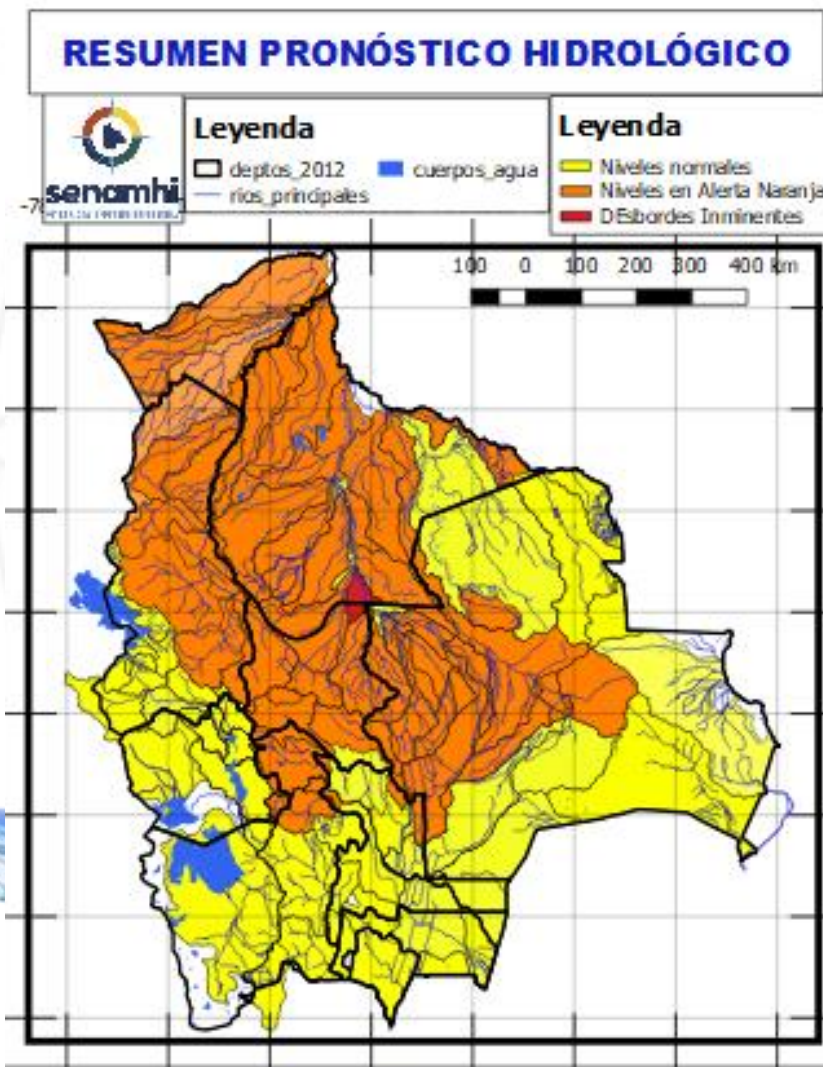 RESUMEN PRONÓSTICO HIDROLÓGICO
senamhi
Leyenda
deptos_2012
cuerpos_agua
rios_principales
Leyenda
Niveles normales
Niveles en Alerta Naranja
DEsbordes Inminentes
100 0 100 200 300 400 km